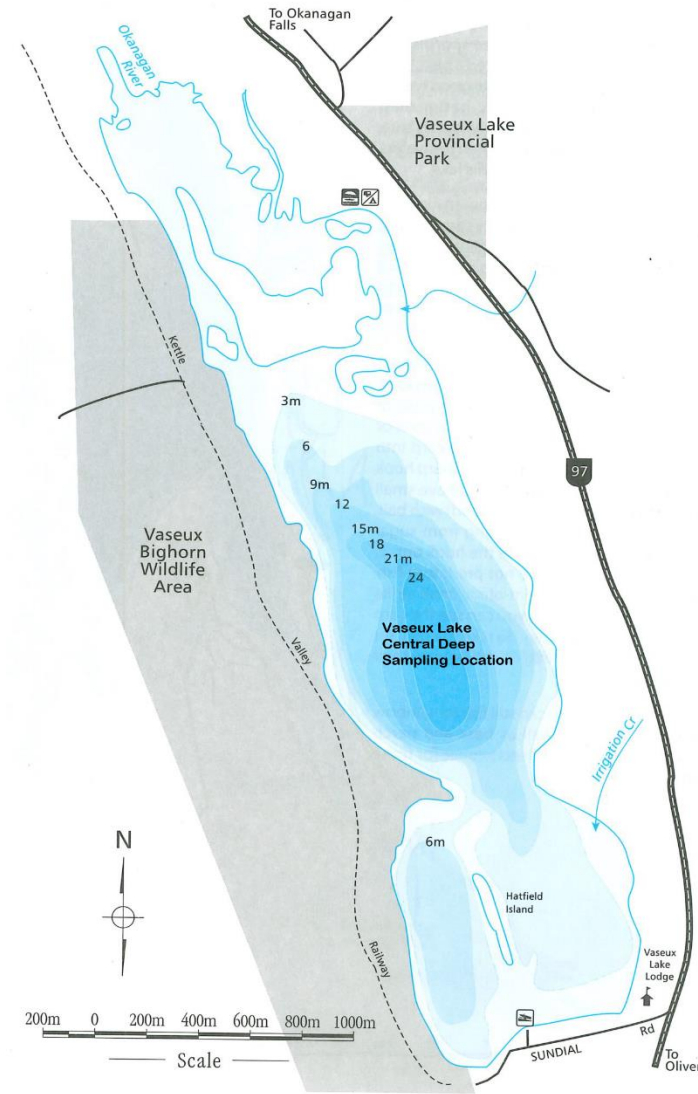 To Okanagan
Falls
Okanagan
River
Vaseux Lake
Provincial
Park
Kettle
3m
6
9m
12
15m
18
21m
24
97
Vaseux
Bighorn
Wildlife
Area
Vaseux Lake
Central Deep
Sampling Location
Valley
Irrigation Cr
N
6m
Hatfield
Island
Railway
Vaseux
Lake
Lodge
200m 0 200m 400m 600m 800m 1000m
Scale
SUNDIAL Rd
To
Oliver